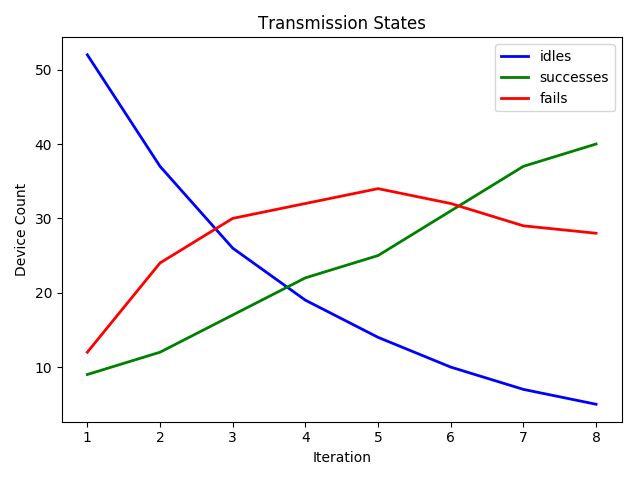 Transmission States
idles
successes
fails
Device Count
50
40
30
20
10
1 2 3 4 5 6 7 8
Iteration